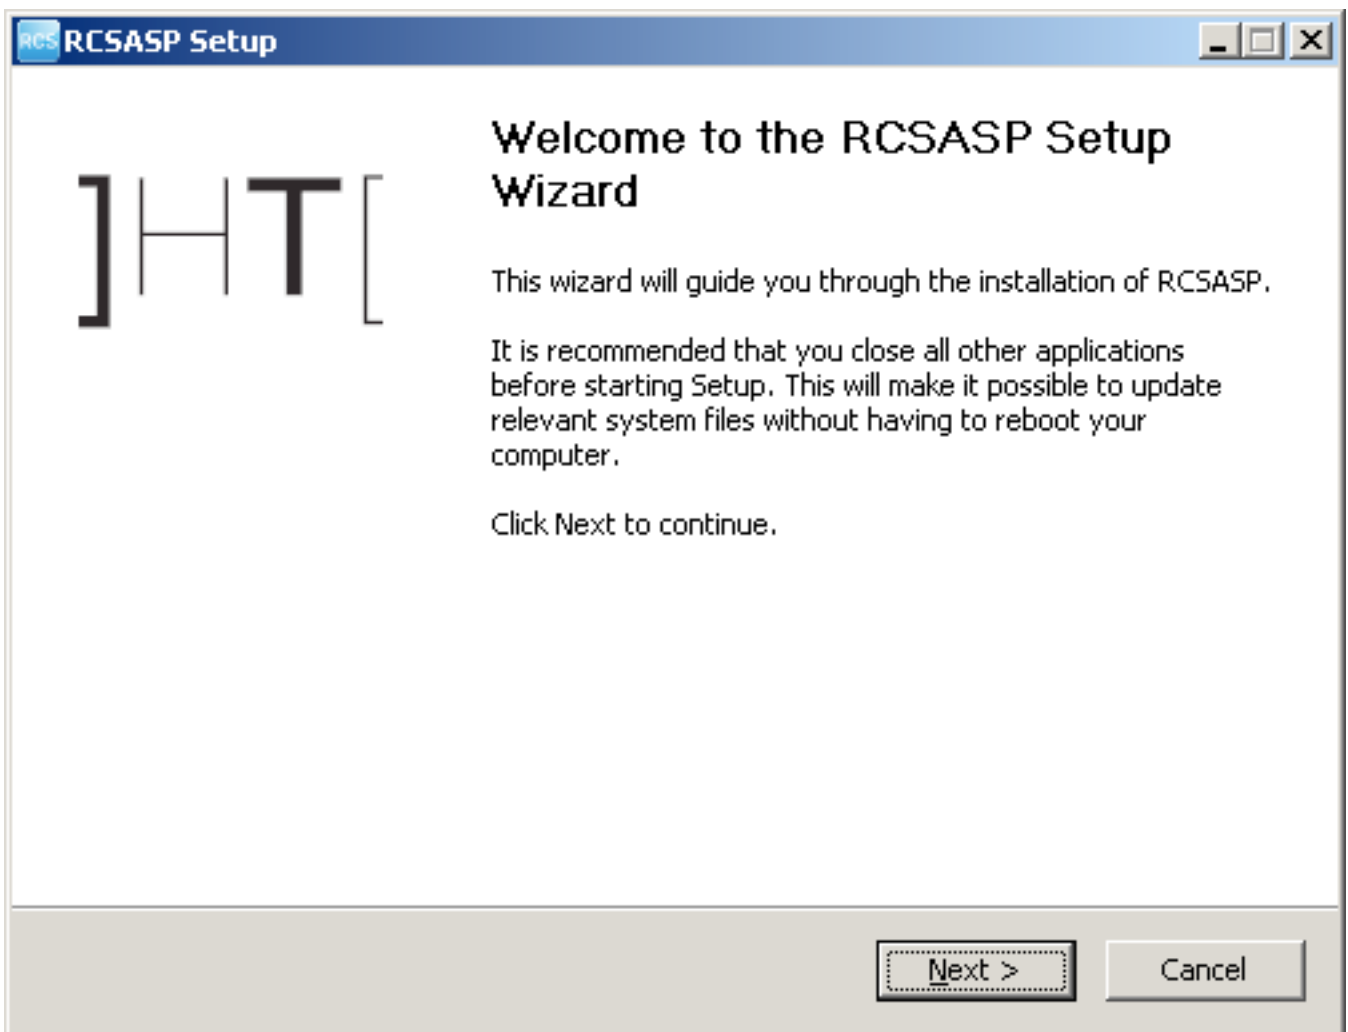 RCS RCSASP Setup
]HT[
Welcome to the RCSASP Setup
Wizard
This wizard will guide you through the installation of RCSASP.
It is recommended that you close all other applications
before starting Setup. This will make it possible to update
relevant system files without having to reboot your
computer.
Click Next to continue.
Next >
Cancel